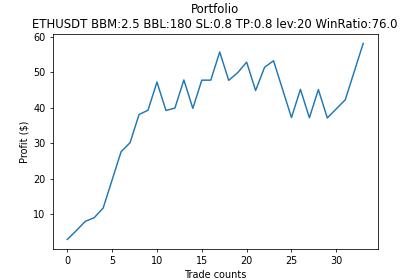 Portfolio
ETHUSDT BBM:2.5 BBL:180 SL:0.8 TP:0.8 lev:20 WinRatio:76.0
60
50
40
30
20
10
Profit ($)
0 5 10 15 20 25 30
Trade counts